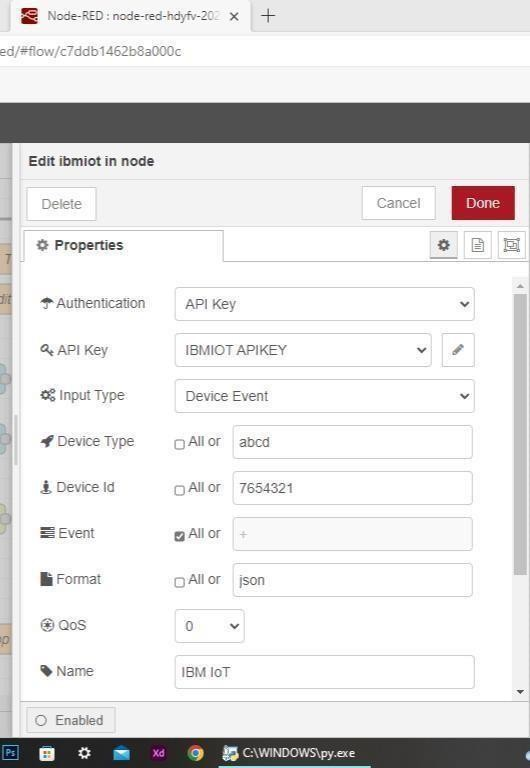 Node-RED : node-red-hdyfv-202
ed/#flow/c7ddb1462b8a000c
Edit ibmiot in node
Delete
Cancel
Done
Properties
Authentication
API Key
API Key
IBMIOT APIKEY
Input Type
Device Event
Device Type
All or
abcd
Device Id
All or
7654321
Event
All or
+
Format
All or
json
QoS
0
Name
IBM IoT
Enabled
Ps
Xd
C:\WINDOWS\py.exe